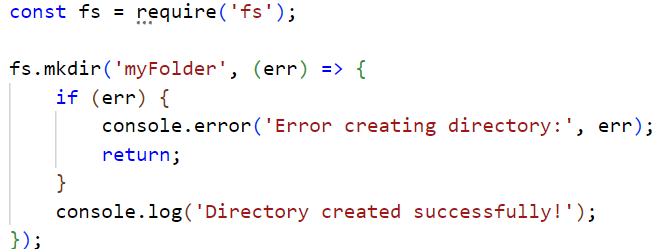 const fs = require('fs');
fs.mkdir('myFolder', (err) => {
if (err) {
console.error('Error creating directory:', err);
return;
}
console.log('Directory created successfully!');
});